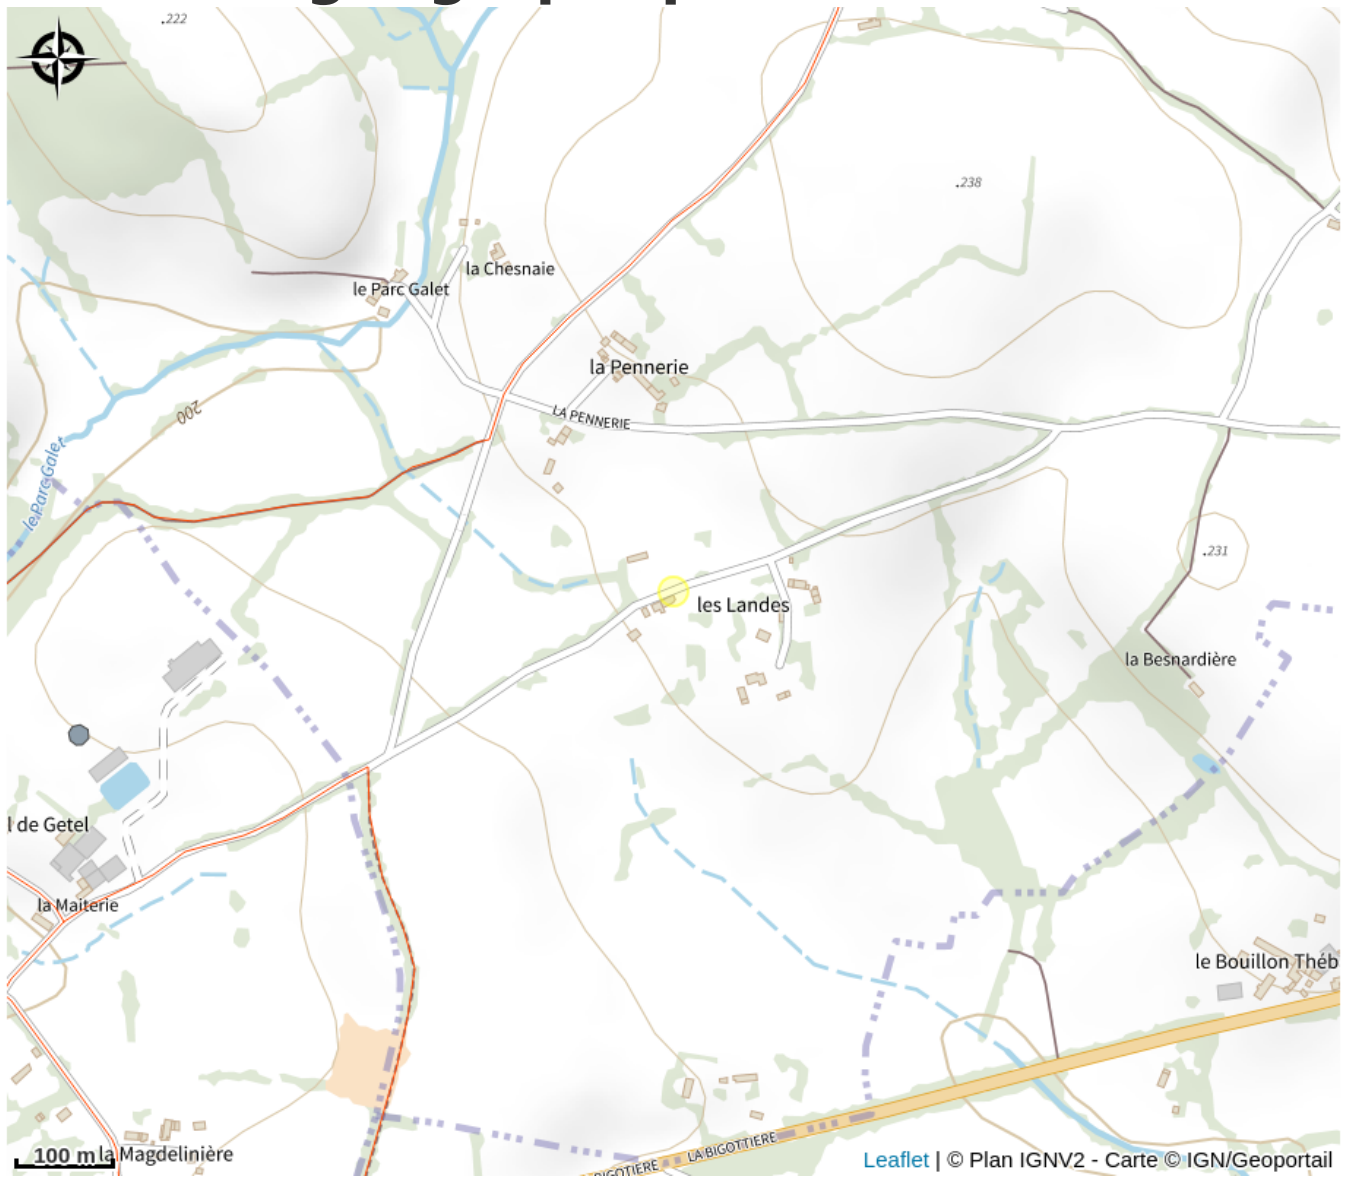 .222
.238
la Chesnaie
le Parc Galet
la Pennerie
200
LA PENNERIE
le Parc Galet
.231
les Landes
la Besnardière
l de Getel
la Maiterie
le Bouillon Théb
LA BIGOTTIERE
BIGOTIERE
100 m
la Magdelinière
Leaflet | © Plan IGNV2 - Carte © IGN/Geoportail